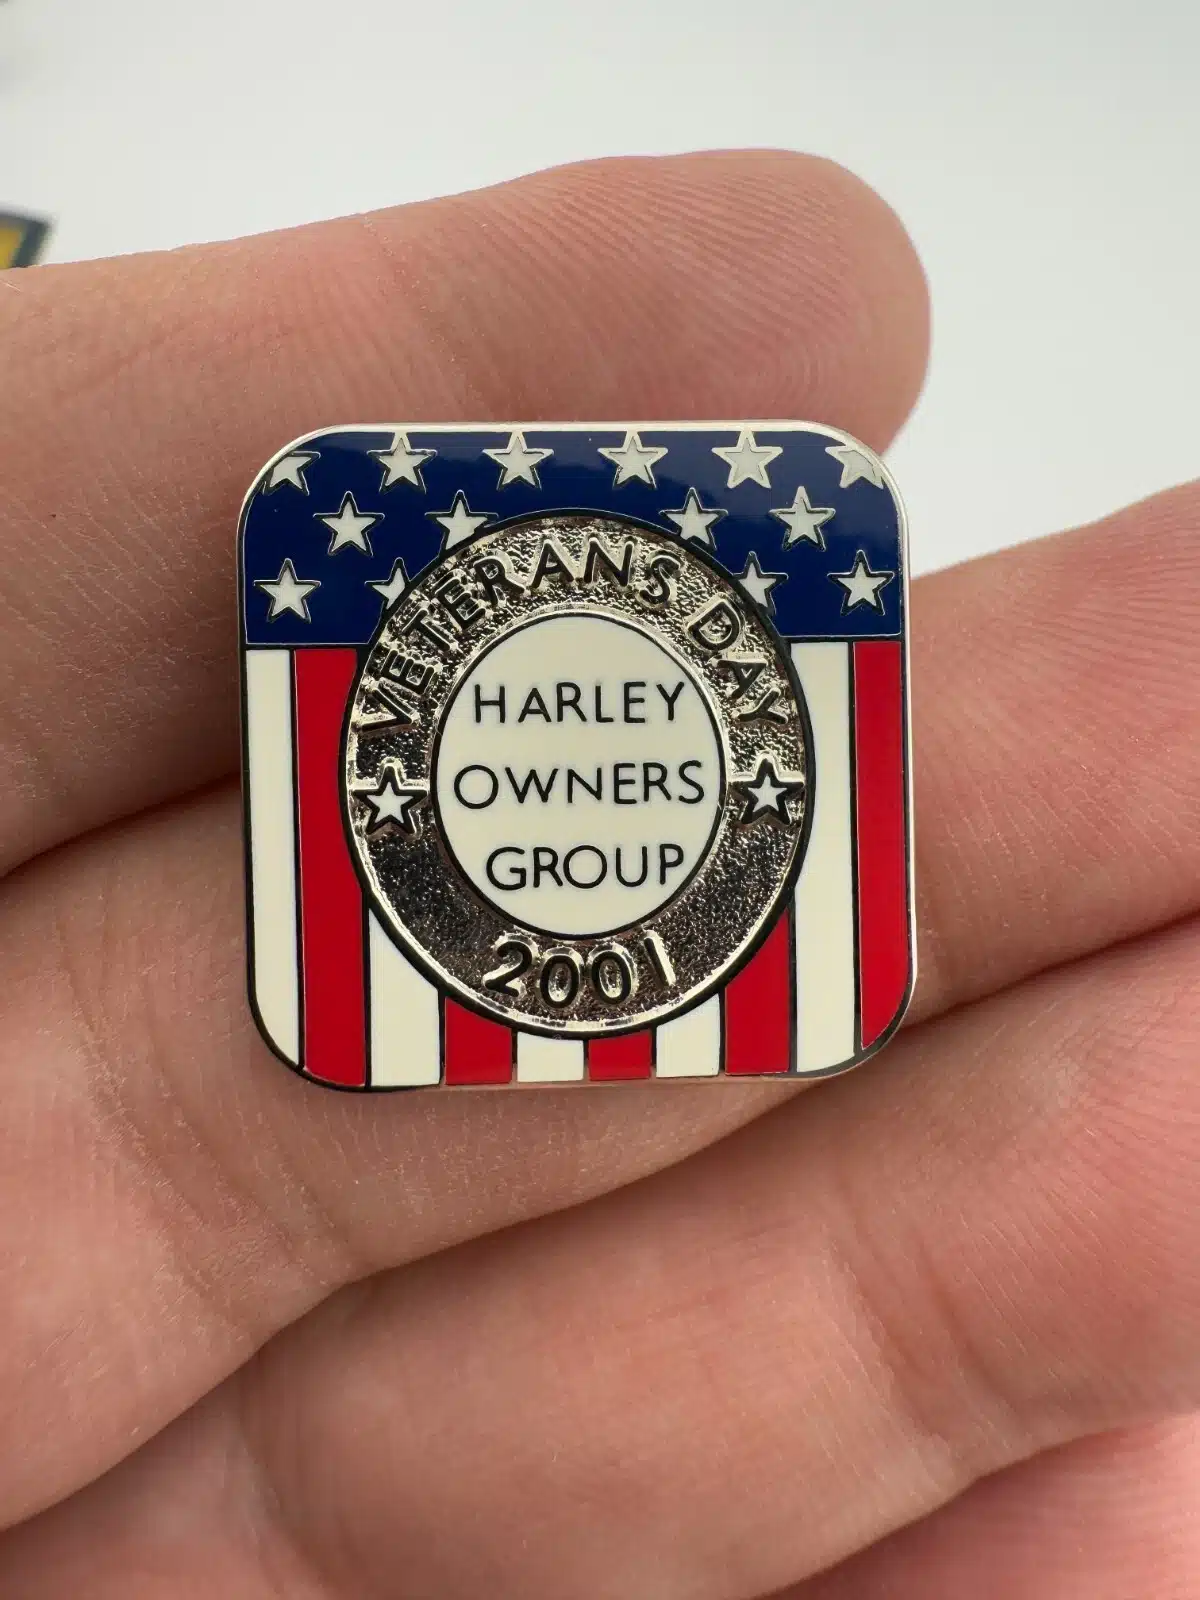 VETERANS DAY
HARLEY
OWNERS
GROUP
2001